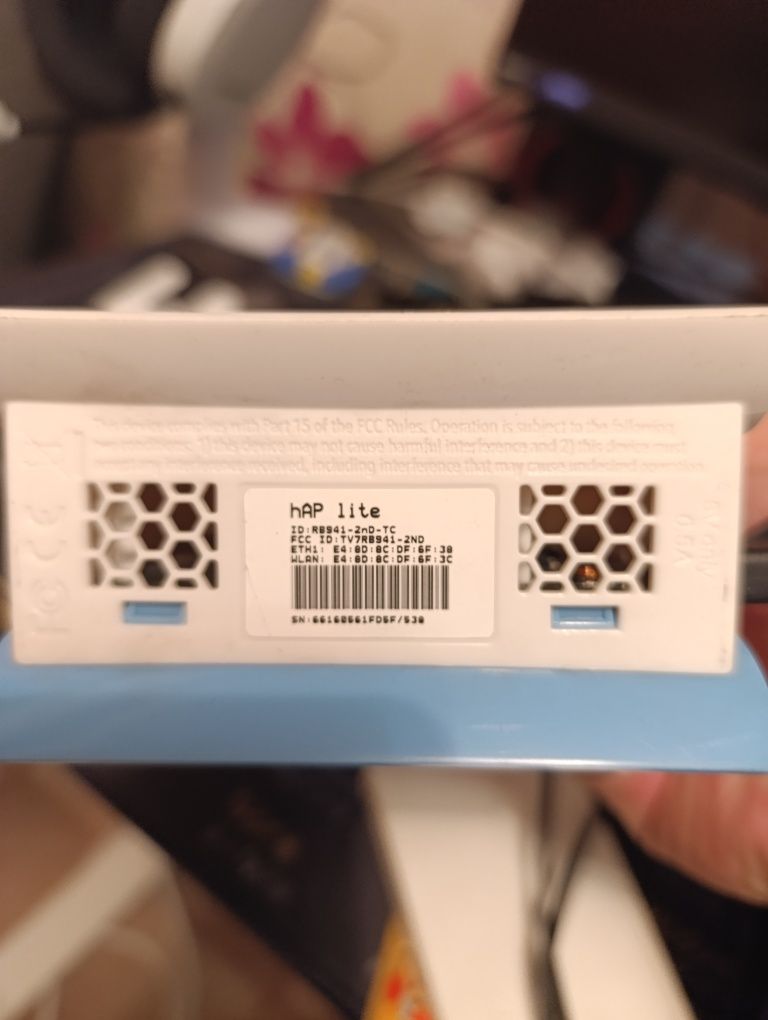 This device complies with Part 15 of the FCC Rules. Operation is subject to the following
two conditions: 1) this device may not cause harmful interference and 2) this device must
interference received, including interference that may cause undesired operation.
hAP lite
ID:RB941-2nD-TC
FCC ID:TV7RB941-2ND
ETH1: E4:8D:8C:DF:6F:38
WLAN: E4:8D:8C:DF:6F:3C
SN:66160561FD5F/538